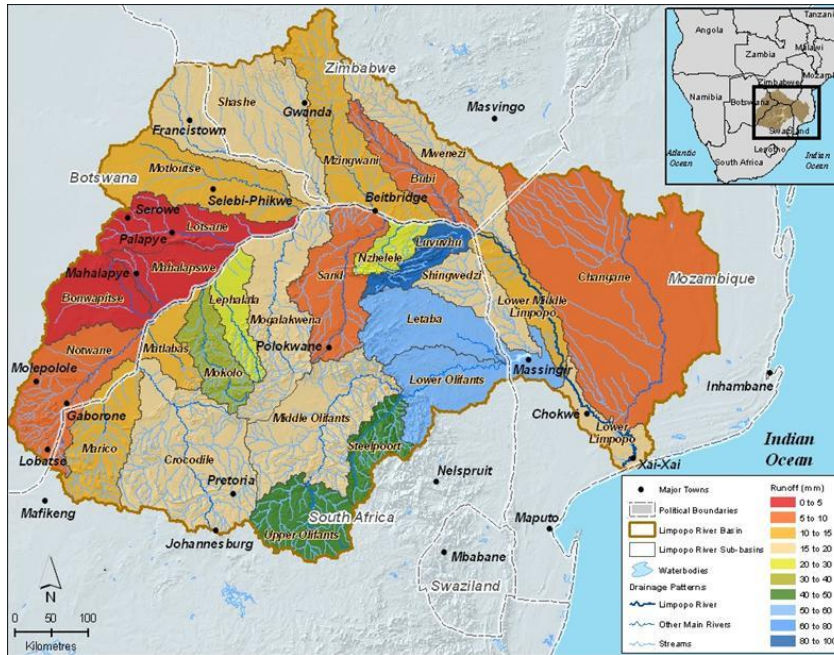 Angola
Zambia
Tanzania
Malawi
Zimbabwe
Mozam
Namibia
Botswana
Swaziland
Lesotho
South Africa
Atlantic
Ocean
Indian
Ocean
Zimbabwe
Masvingo
Shashe
Gwanda
Francistown
Mzingwani
Mwenezi
Bubi
Motloutse
Botswana
Selebi-Phikwe
Beitbridge
Serowe
Lotsane
Palapye
Luvuvhu
Nzhelele
Mahalapye
Mahalapswe
Sand
Shingwedzi
Changane
Mozambique
Bonwapitse
Lephalala
Mogalakwena
Lower Middle
Limpopo
Letaba
Notwane
Matlabas
Mokolo
Polokwane
Massingir
Molepolole
Lower Olifants
Inhambane
Gaborone
Middle Olifants
Chokwe
Lower
Limpopo
Steelpoort
Marico
Lobatse
Crocodile
Xai-Xai
Indian
Ocean
Pretoria
Nelspruit
Mafikeng
South Africa
Upper-Olifants
Maputo
Johannesburg
Mbabane
Swaziland
N
0 50 100
Kilometres
Major Towns
Political Boundaries
Limpopo River Basin
Limpopo River Sub-basins
Waterbodies
Drainage Patterns
Limpopo River
Other Main Rivers
Streams
Runoff (mm)
0 to 5
5 to 10
10 to 15
15 to 20
20 to 30
30 to 40
40 to 50
50 to 60
60 to 80
80 to 100